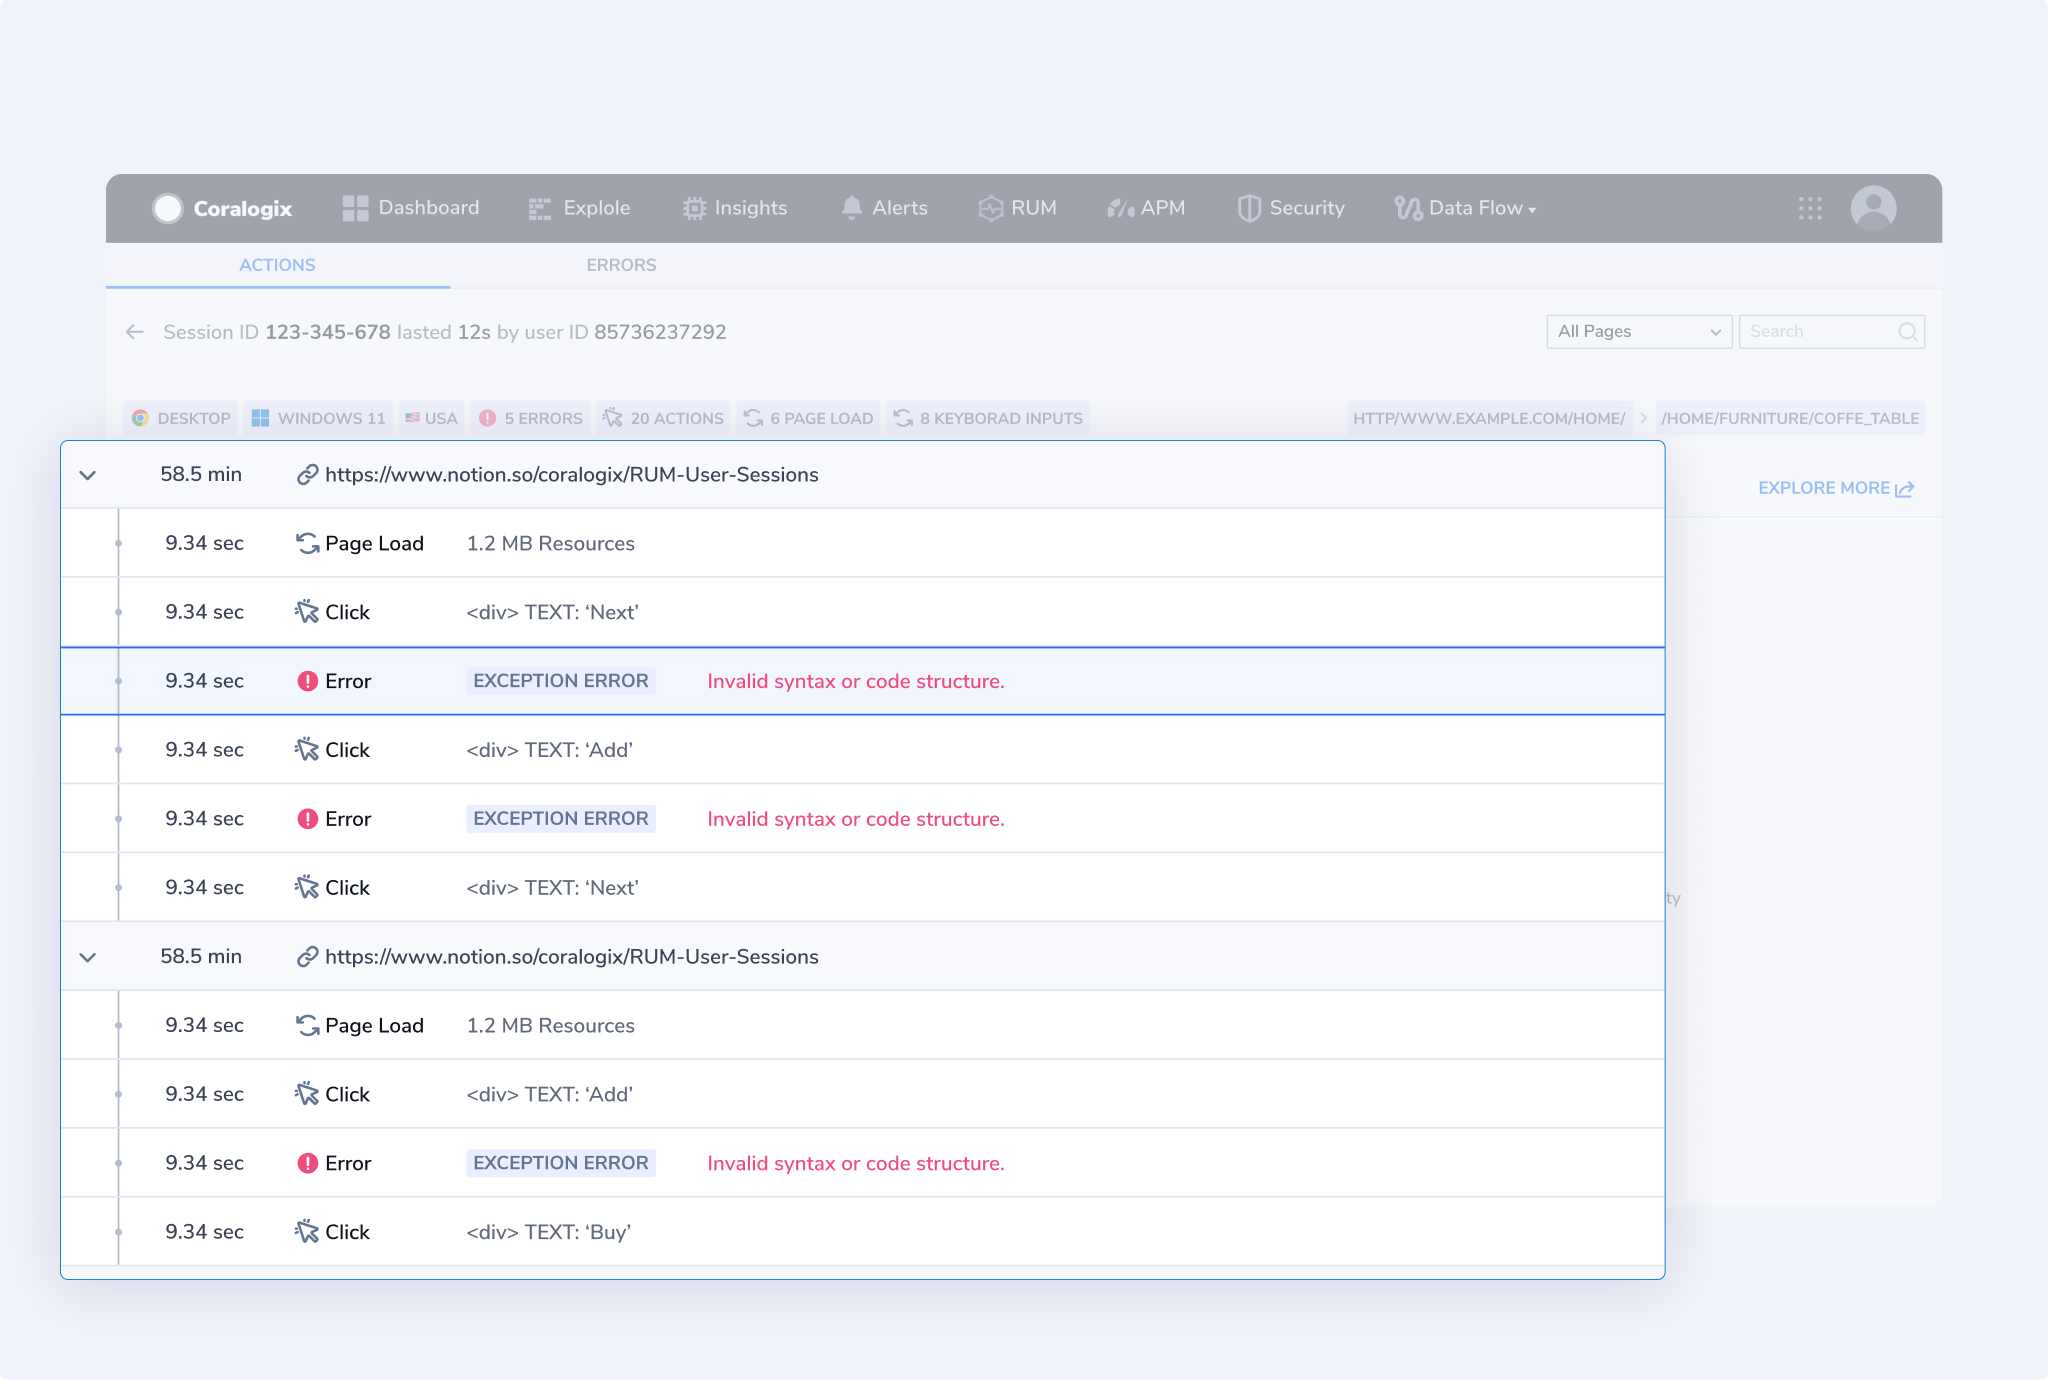 Coralogix Dashboard Explole Insights Alerts RUM APM Security Data Flow
ACTIONS ERRORS
Session ID 123-345-678 lasted 12s by user ID 85736237292 All Pages Search
DESKTOP WINDOWS 11 USA 5 ERRORS 20 ACTIONS 6 PAGE LOAD 8 KEYBORAD INPUTS HTTP/WWW.EXAMPLE.COM/HOME/ > /HOME/FURNITURE/COFFE_TABLE
58.5 min https://www.notion.so/coralogix/RUM-User-Sessions
EXPLORE MORE
9.34 sec Page Load 1.2 MB Resources
9.34 sec Click <div> TEXT: ‘Next’
9.34 sec Error EXCEPTION ERROR Invalid syntax or code structure.
9.34 sec Click <div> TEXT: ‘Add’
9.34 sec Error EXCEPTION ERROR Invalid syntax or code structure.
9.34 sec Click <div> TEXT: ‘Next’
ty
58.5 min https://www.notion.so/coralogix/RUM-User-Sessions
9.34 sec Page Load 1.2 MB Resources
9.34 sec Click <div> TEXT: ‘Add’
9.34 sec Error EXCEPTION ERROR Invalid syntax or code structure.
9.34 sec Click <div> TEXT: ‘Buy’